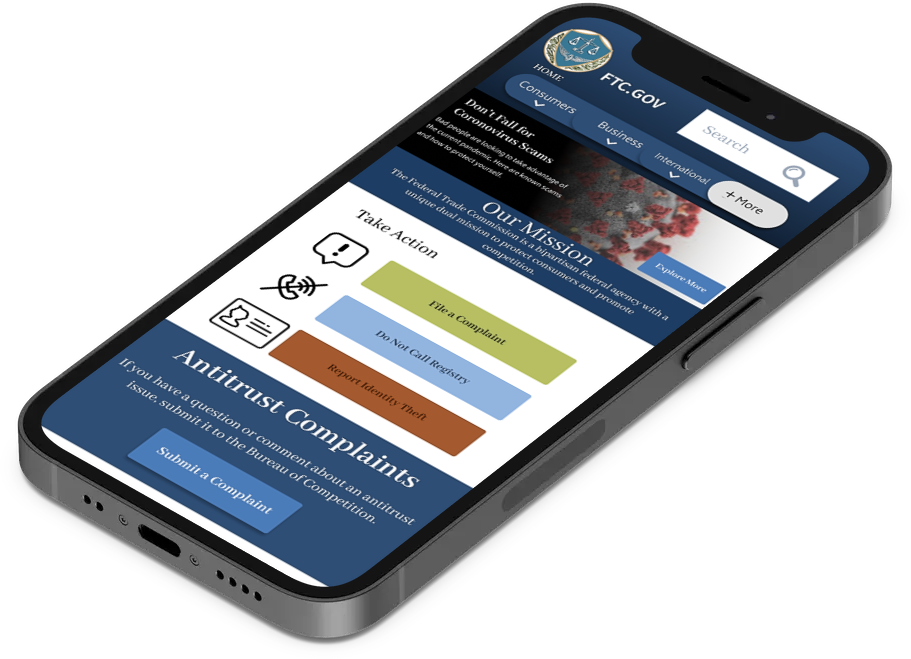 HOME
FTC.GOV
Search
Consumers
Business
International
+ More
Don't Fall for
Coronovirus Scams
Bad people are looking to take advantage of
the current pandemic. Here are known scams
and how to protect yourself.
Explore More
Our Mission
The Federal Trade Commission is a bipartisan federal agency with a
unique dual mission to protect consumers and promote
competition.
Take Action
File a Complaint
Do Not Call Registry
Report Identity Theft
Antitrust Complaints
If you have a question or comment about an antitrust
issue, submit it to the Bureau of Competition.
Submit a Complaint